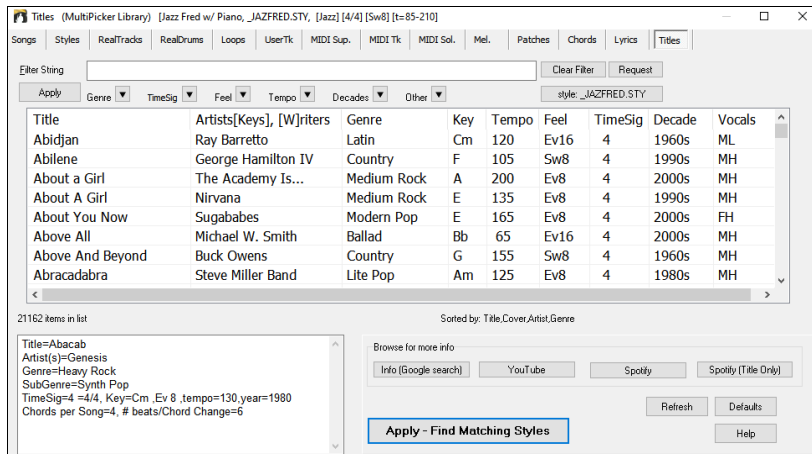 Titles (MultiPicker Library) [Jazz Fred w/ Piano, _JAZFRED.STY, [Jazz] [4/4] [Sw8] [t=85-210]
Songs Styles RealTracks RealDrums Loops UserTk MIDI Sup. MIDI Tk MIDI Sol. Mel. Patches Chords Lyrics Titles
Filter String Clear Filter Request
Apply Genre TimeSig Feel Tempo Decades Other style: _JAZFRED.STY
Title Artists[Keys], [W]riters Genre Key Tempo Feel TimeSig Decade Vocals
Abidjan Ray Barretto Latin Cm 120 Ev16 4 1960s ML
Abilene George Hamilton IV Country F 105 Sw8 4 1990s MH
About a Girl The Academy Is... Medium Rock A 200 Ev8 4 2000s MH
About A Girl Nirvana Medium Rock E 135 Ev8 4 1990s MH
About You Now Sugababes Modern Pop E 165 Ev8 4 2000s FH
Above All Michael W. Smith Ballad Bb 65 Ev16 4 2000s MH
Above And Beyond Buck Owens Country G 155 Sw8 4 1960s MH
Abracadabra Steve Miller Band Lite Pop Am 125 Ev8 4 1980s MH
21162 items in list Sorted by: Title,Cover,Artist,Genre
Title=Abacab
Artist(s)=Genesis
Genre=Heavy Rock
SubGenre=Synth Pop
TimeSig=4 =4/4, Key=Cm ,Ev 8 ,tempo=130,year=1980
Chords per Song=4, # beats/Chord Change=6
Browse for more info
Info (Google search) YouTube Spotify Spotify (Title Only)
Refresh Defaults
Apply - Find Matching Styles Help